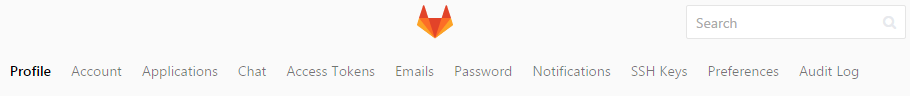 Search
Profile Account Applications Chat Access Tokens Emails Password Notifications SSH Keys Preferences Audit Log